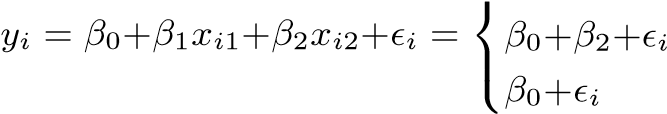 yᵢ = β₀+β₁xᵢ₁+β₂xᵢ₂+ϵᵢ = {
β₀+β₂+ϵᵢ
β₀+ϵᵢ